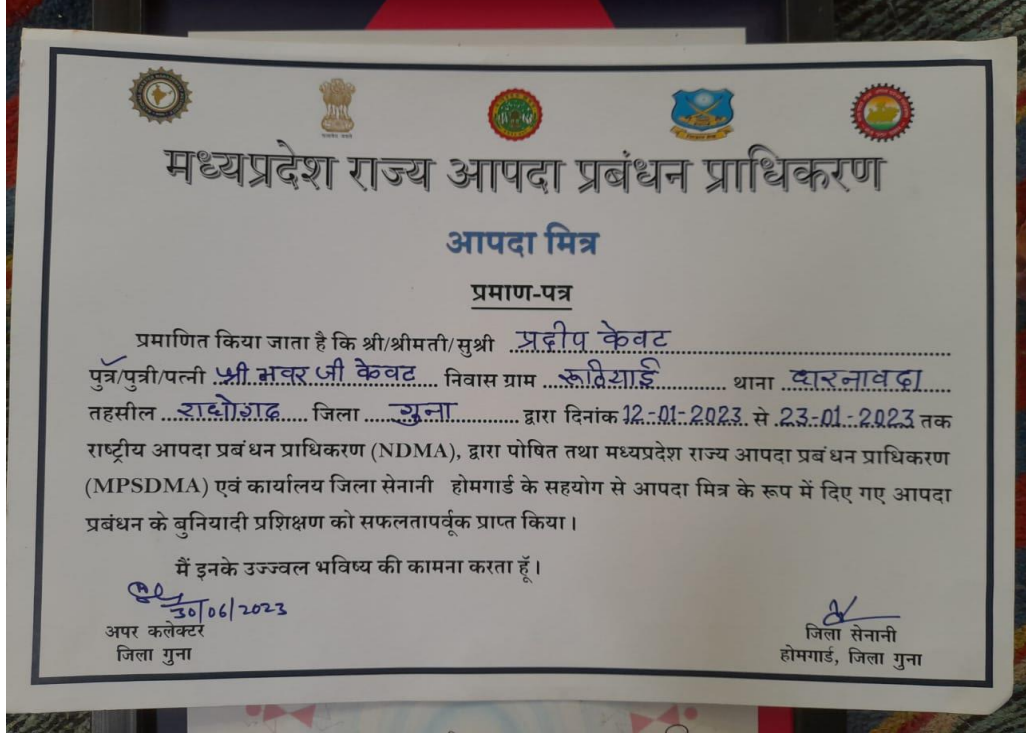 मध्यप्रदेश राज्य आपदा प्रबंधन प्राधिकरण
आपदा मित्र
प्रमाण-पत्र
प्रमाणित किया जाता है कि श्री/श्रीमती/सुश्री प्रदीप केवट
पुत्र/पुत्री/पत्नी श्री भवर जी केवट निवास ग्राम रूठियाई थाना धरनावदा
तहसील राघोगढ जिला गुना द्वारा दिनांक 12-01-2023 से 23-01-2023 तक
राष्ट्रीय आपदा प्रबंधन प्राधिकरण (NDMA), द्वारा पोषित तथा मध्यप्रदेश राज्य आपदा प्रबंधन प्राधिकरण
(MPSDMA) एवं कार्यालय जिला सेनानी होमगार्ड के सहयोग से आपदा मित्र के रूप में दिए गए आपदा
प्रबंधन के बुनियादी प्रशिक्षण को सफलतापर्वूक प्राप्त किया।
मैं इनके उज्ज्वल भविष्य की कामना करता हूँ।
30/06/2023
अपर कलेक्टर
जिला गुना
जिला सेनानी
होमगार्ड, जिला गुना